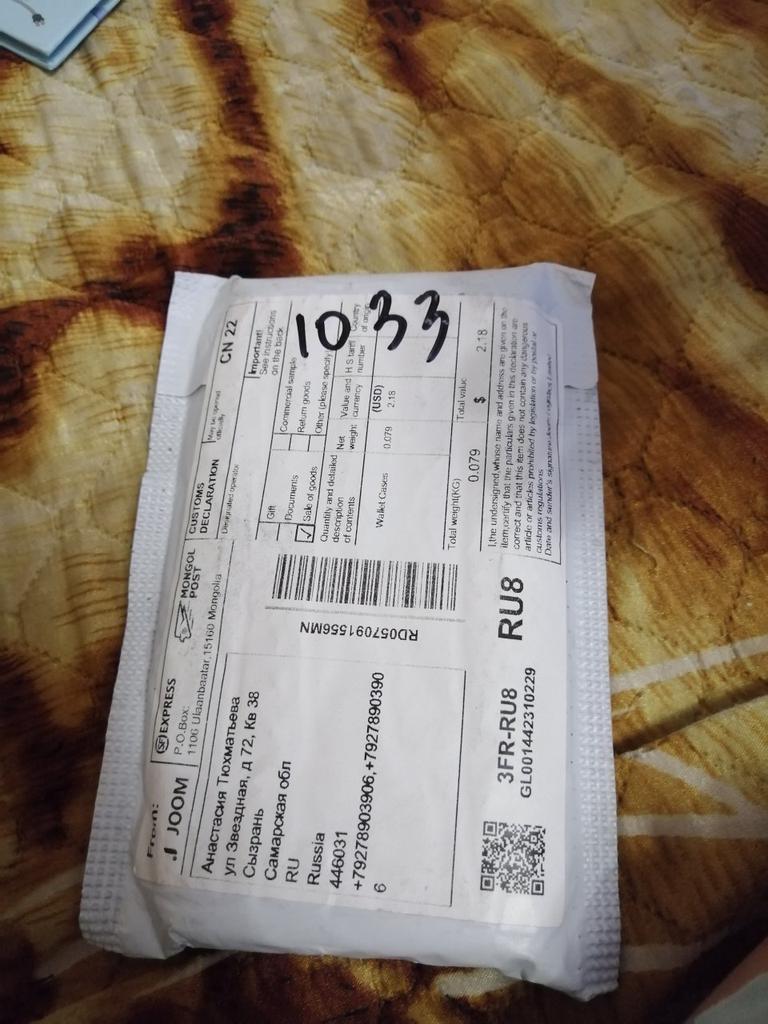 From:
JOOM
SF EXPRESS
P.O.Box:
1106 Ulaanbaatar,15160 Mongolia
MONGOL
POST
CUSTOMS
DECLARATION
May be opened
officially
CN 22
Designated operator
Important!
See instructions
on the back
Gift
Documents
Sale of goods
Commercial sample
Return goods
Other (please specify
Quantity and detailed
description
of contents
Net
weight
Value and
currency
(USD)
H S tariff
number
Country
of origin
Wallet Cases
0.079
2.18
Total weight(KG)
0.079
Total value
$ 2.18
I,the undersigned,whose name and address are given on the
item,certify that the particulars given in this declaration are
correct and that this item does not contain any dangerous
article or articles prohibited by legislation or by postal or
customs regulations
Date and sender's signature
1033
Анастасия Тюхматьева
ул Звездная, д 72, Кв 38
Сызрань
Самарская обл
RU
Russia
446031
+79278903906,+7927890390
6
RD057091556MN
3FR-RU8
GL001442310229
RU8